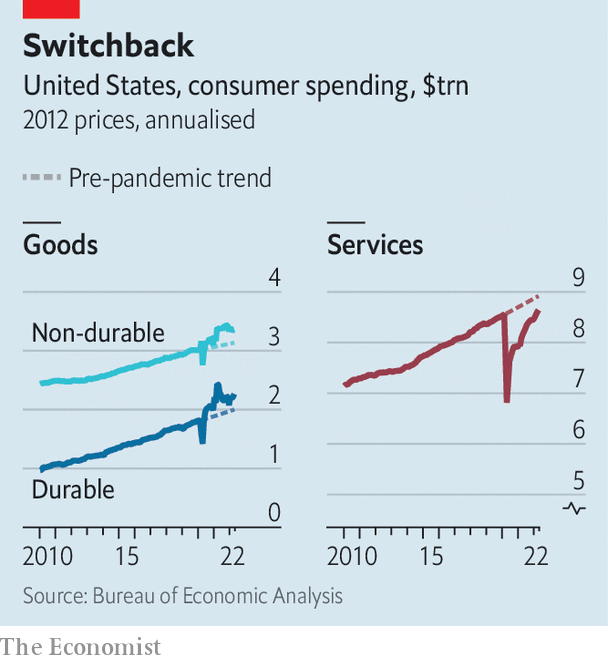 Switchback
United States, consumer spending, $trn
2012 prices, annualised
Pre-pandemic trend
Goods
4
Non-durable
3
2
1
Durable
0
2010 15 22
Services
9
8
7
6
5
2010 15 22
Source: Bureau of Economic Analysis
The Economist